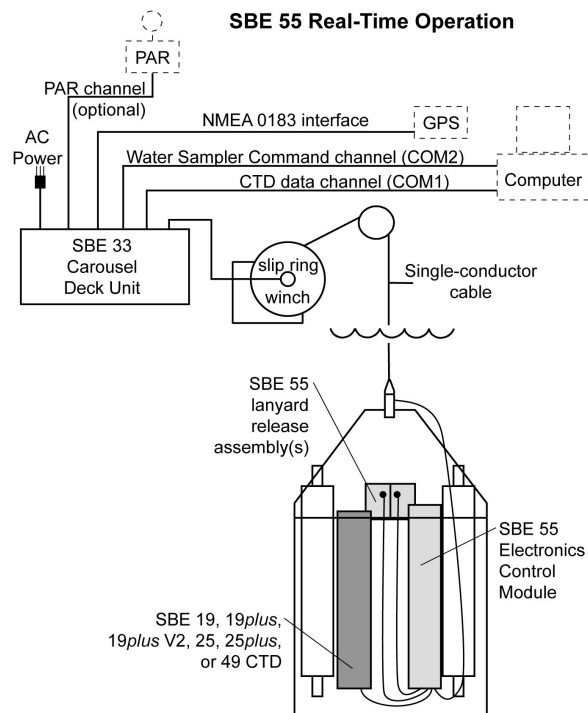 SBE 55 Real-Time Operation
PAR
PAR channel
(optional)
NMEA 0183 interface
GPS
AC
Power
Water Sampler Command channel (COM2)
Computer
CTD data channel (COM1)
SBE 33
Carousel
Deck Unit
slip ring
winch
Single-conductor
cable
SBE 55
lanyard
release
assembly(s)
SBE 55
Electronics
Control
Module
SBE 19, 19plus,
19plus V2, 25, 25plus,
or 49 CTD